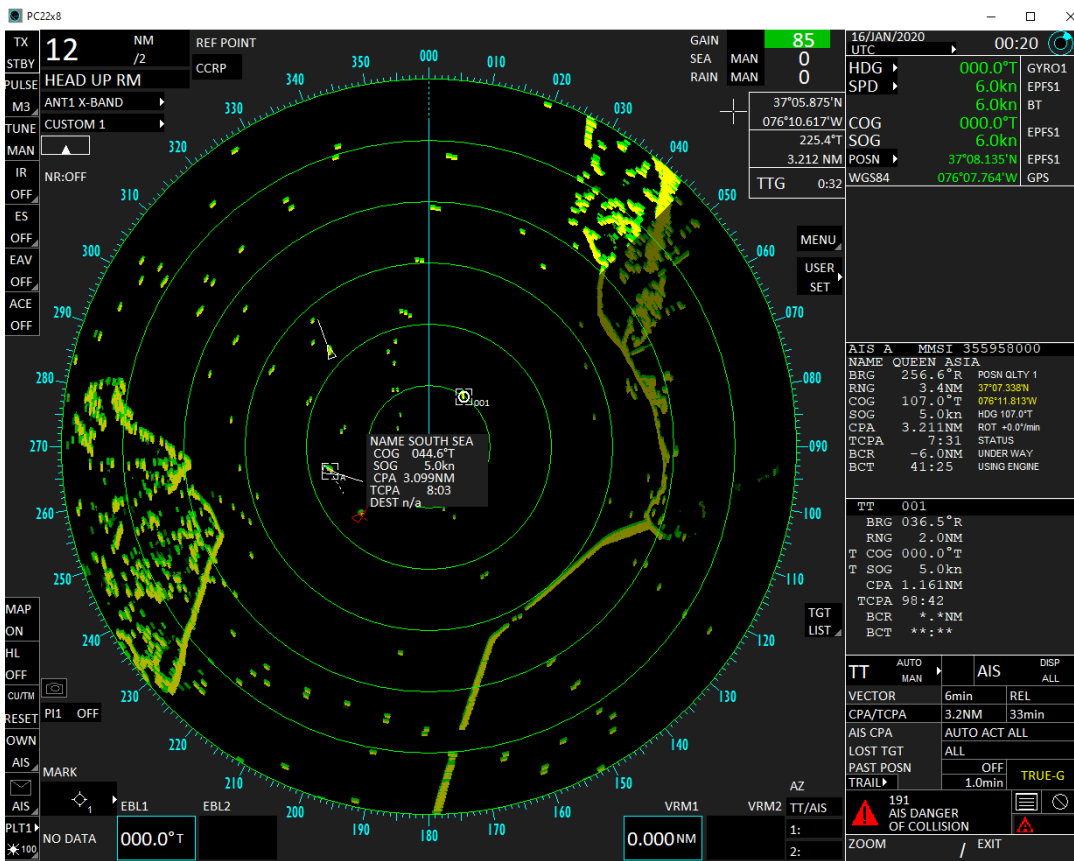 PC22x8
TX
STBY
PULSE
M3
TUNE
MAN
IR
OFF
ES
OFF
EAV
OFF
ACE
OFF
12 NM
/2
HEAD UP RM
ANT1 X-BAND
CUSTOM 1
NR:OFF
REF POINT
CCRP
GAIN 85
SEA MAN 0
RAIN MAN 0
37°05.875'N
076°10.617'W
225.4°T
3.212 NM
TTG 0:32
MENU
USER
SET
000
010
020
030
040
050
060
070
080
090
100
110
120
130
140
150
160
170
180
190
200
210
220
230
240
250
260
270
280
290
300
310
320
330
340
350
001
NAME SOUTH SEA
COG 044.6°T
SOG 5.0kn
CPA 3.099NM
TCPA 8:03
DEST n/a
TGT
LIST
MAP
ON
HL
OFF
CU/TM
RESET
OWN
AIS
AIS
PLT1
100
PI1 OFF
MARK
1
NO DATA
EBL1 EBL2
000.0°T
VRM1 VRM2
0.000NM
AZ
TT/AIS
1:
2:
16/JAN/2020
UTC 00:20
HDG 000.0°T GYRO1
SPD 6.0kn EPFS1
6.0kn BT
COG 000.0°T
SOG 6.0kn EPFS1
POSN 37°08.135'N EPFS1
WGS84 076°07.764'W GPS
AIS A MMSI 355958000
NAME QUEEN ASIA
BRG 256.6°R POSN QLTY 1
RNG 3.4NM 37°07.338'N
COG 107.0°T 076°11.813'W
SOG 5.0kn HDG 107.0°T
CPA 3.211NM ROT +0.0°/min
TCPA 7:31 STATUS
BCR -6.0NM UNDER WAY
BCT 41:25 USING ENGINE
TT 001
BRG 036.5°R
RNG 2.0NM
T COG 000.0°T
T SOG 5.0kn
CPA 1.161NM
TCPA 98:42
BCR *.*NM
BCT **:**
TT AUTO
MAN
AIS DISP
ALL
VECTOR 6min REL
CPA/TCPA 3.2NM 33min
AIS CPA AUTO ACT ALL
LOST TGT ALL
PAST POSN OFF
TRAIL 1.0min TRUE-G
191
AIS DANGER
OF COLLISION
ZOOM / EXIT